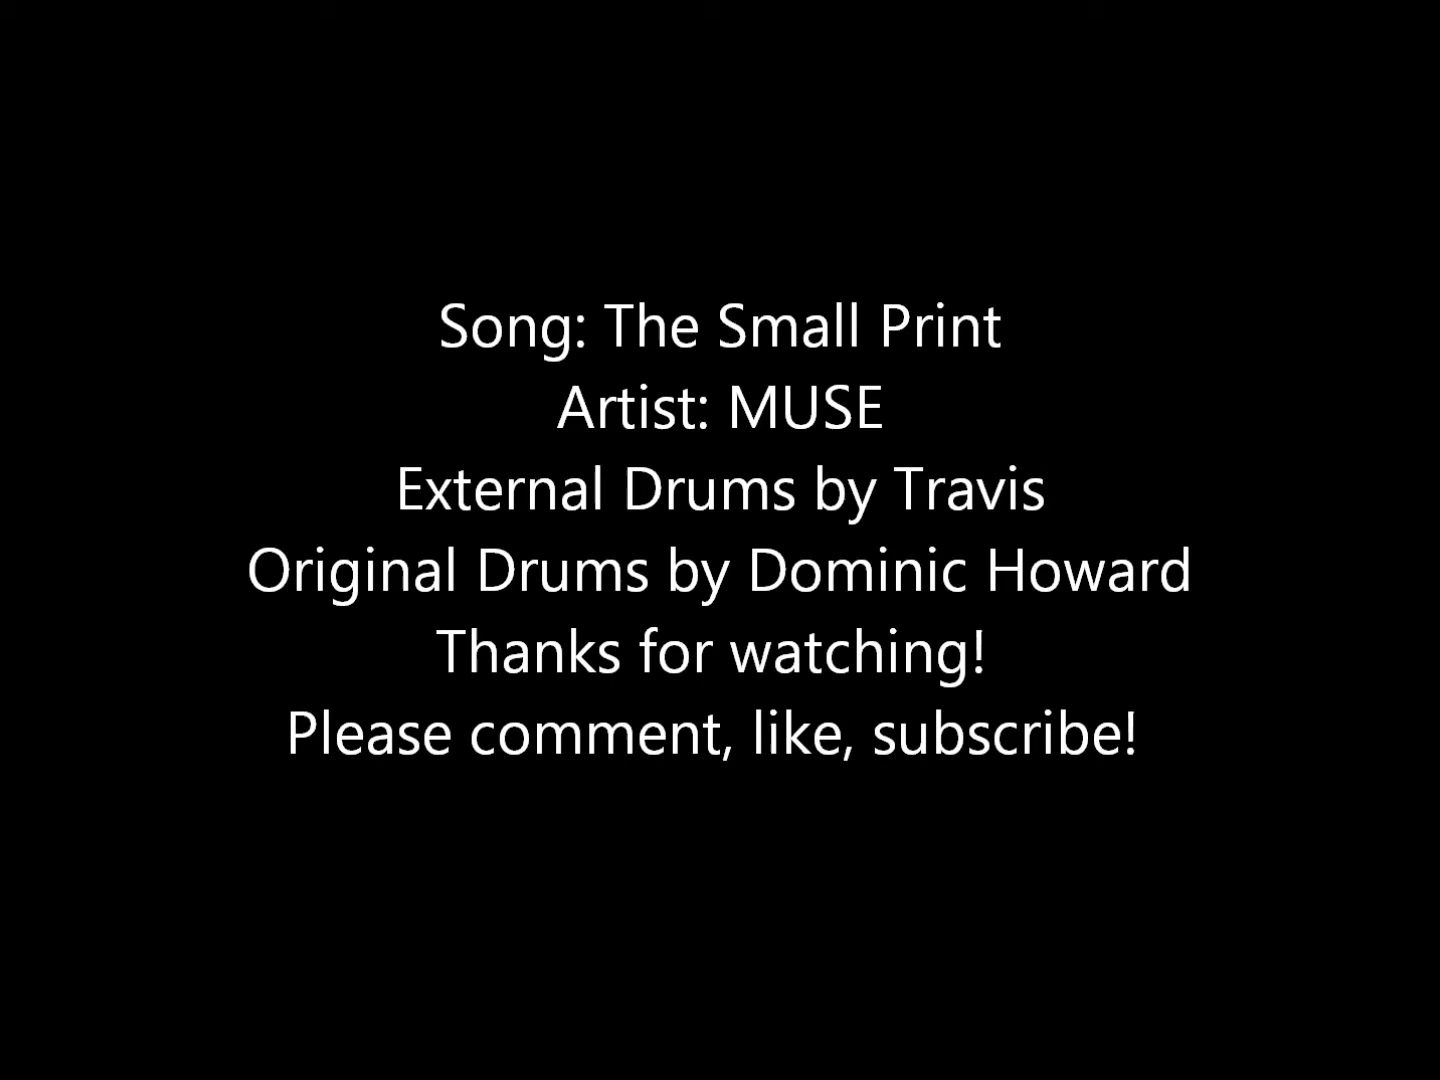 Song: The Small Print
Artist: MUSE
External Drums by Travis
Original Drums by Dominic Howard
Thanks for watching!
Please comment, like, subscribe!